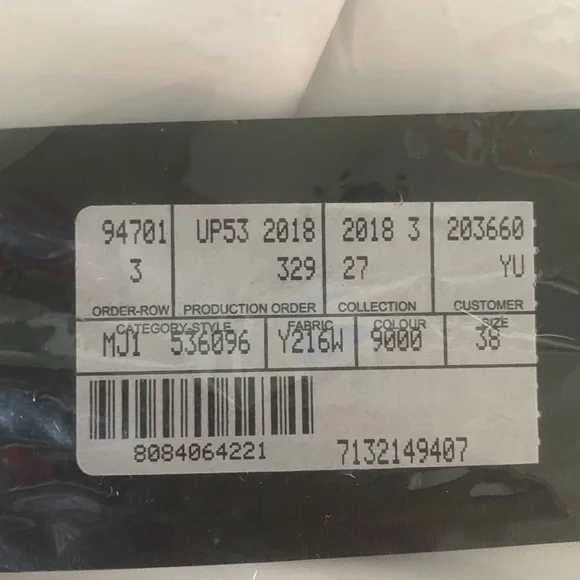 94701 UP53 2018 2018 3 203660
3 329 27 YU
ORDER-ROW PRODUCTION ORDER COLLECTION CUSTOMER
CATEGORY-STYLE FABRIC COLOUR SIZE
MJ1 536096 Y216W 9000 38
8084064221 7132149407